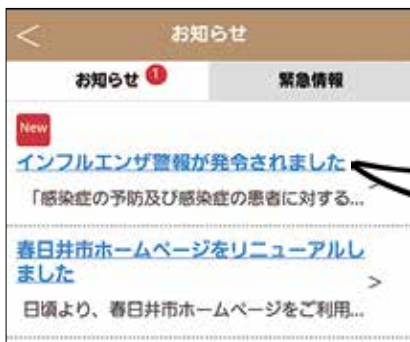 <
お知らせ
お知らせ 1
緊急情報
New
インフルエンザ警報が発令されました
「感染症の予防及び感染症の患者に対する...
>
春日井市ホームページをリニューアルし
ました
>
日頃より、春日井市ホームページをご利用...